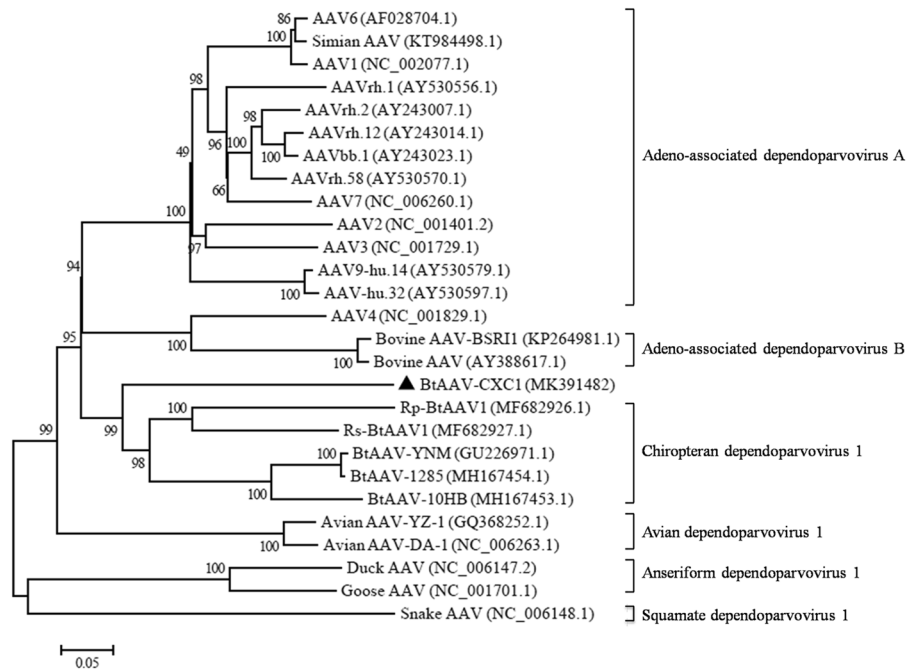 86
AAV6 (AF028704.1)
100
Simian AAV (KT984498.1)
AAV1 (NC_002077.1)
98
AAVrh.1 (AY530556.1)
98
AAVrh.2 (AY243007.1)
96
100
AAVrh.12 (AY243014.1)
49
100
AAVbb.1 (AY243023.1)
Adeno-associated dependoparvovirus A
AAVrh.58 (AY530570.1)
66
AAV7 (NC_006260.1)
100
AAV2 (NC_001401.2)
97
AAV3 (NC_001729.1)
94
AAV9-hu.14 (AY530579.1)
100
AAV-hu.32 (AY530597.1)
AAV4 (NC_001829.1)
95
100
Bovine AAV-BSRI1 (KP264981.1)
Adeno-associated dependoparvovirus B
100
Bovine AAV (AY388617.1)
BtAAV-CXC1 (MK391482)
100
Rp-BtAAV1 (MF682926.1)
99
99
Rs-BtAAV1 (MF682927.1)
98
100
BtAAV-YNM (GU226971.1)
Chiropteran dependoparvovirus 1
BtAAV-1285 (MH167454.1)
100
BtAAV-10HB (MH167453.1)
Avian AAV-YZ-1 (GQ368252.1)
Avian dependoparvovirus 1
100
Avian AAV-DA-1 (NC_006263.1)
100
Duck AAV (NC_006147.2)
Anseriform dependoparvovirus 1
Goose AAV (NC_001701.1)
Snake AAV (NC_006148.1)
Squamate dependoparvovirus 1
0.05